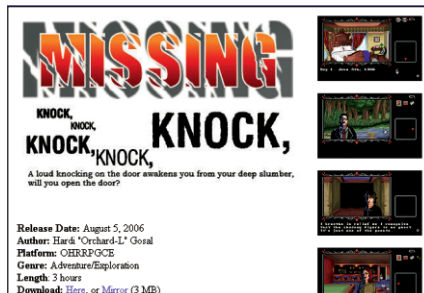 MISSING
KNOCK,
KNOCK,
KNOCK,
KNOCK,
KNOCK,
A loud knocking on the door awakens you from your deep slumber,
will you open the door?
Release Date: August 5, 2006
Author: Hardi "Orchard-L" Gosal
Platform: OHRRPGCE
Genre: Adventure/Exploration
Length: 3 hours
Download: Here, or Mirror (3 MB)